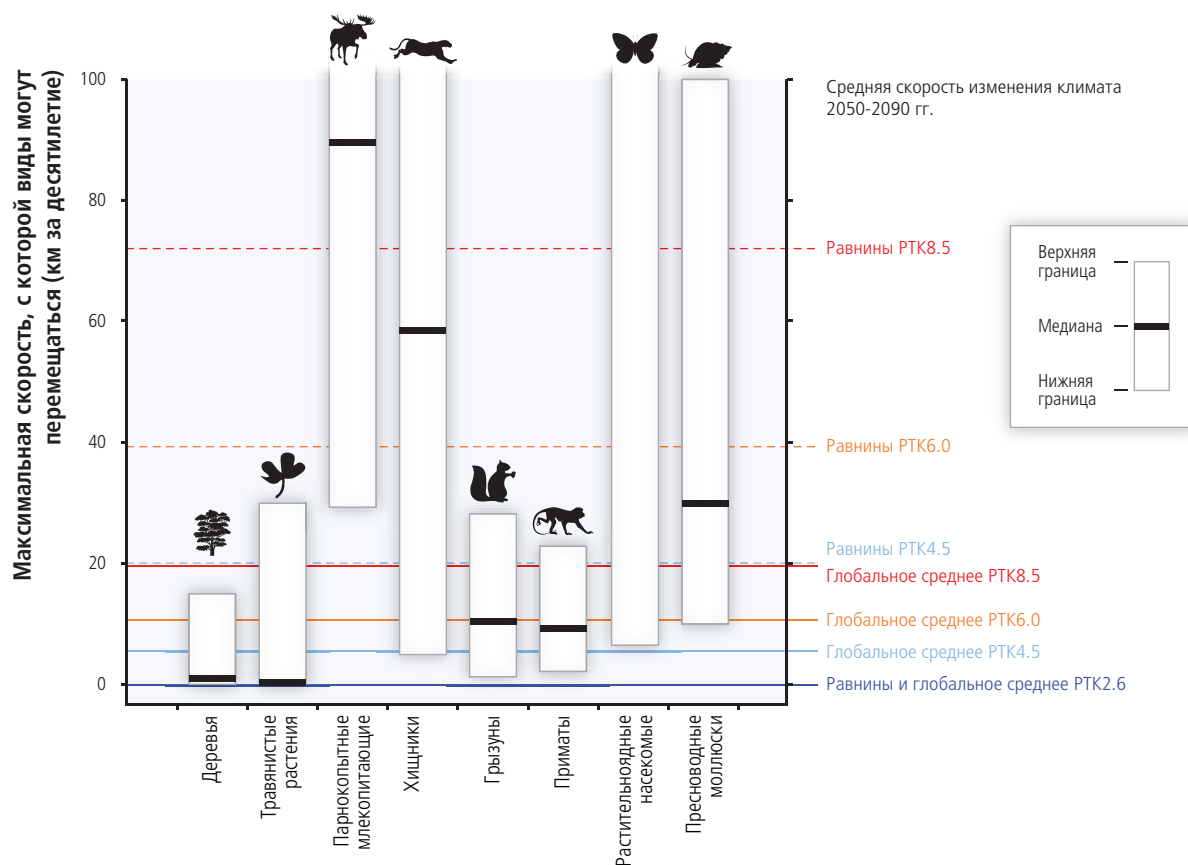 Максимальная скорость, с которой виды могут
перемещаться (км за десятилетие)
100
80
60
40
20
0
Средняя скорость изменения климата
2050-2090 гг.
Равнины РТК8.5
Равнины РТК6.0
Равнины РТК4.5
Глобальное среднее РТК8.5
Глобальное среднее РТК6.0
Глобальное среднее РТК4.5
Равнины и глобальное среднее РТК2.6
Верхняя
граница
Медиана
Нижняя
граница
Деревья
Травянистые
растения
Парнокопытные
млекопитающие
Хищники
Грызуны
Приматы
Растительноядные
насекомые
Пресноводные
моллюски